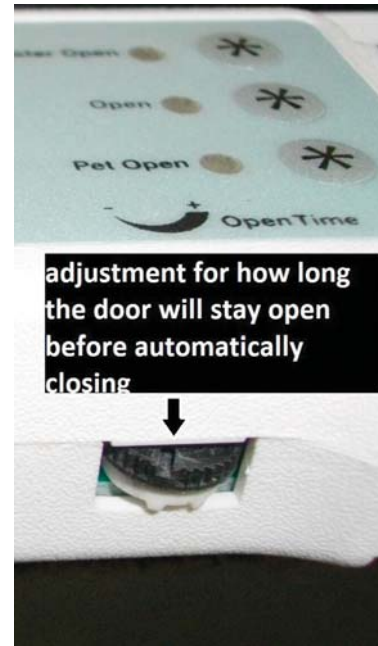 Open
Open
Pet Open
- +
OpenTime
adjustment for how long
the door will stay open
before automatically
closing